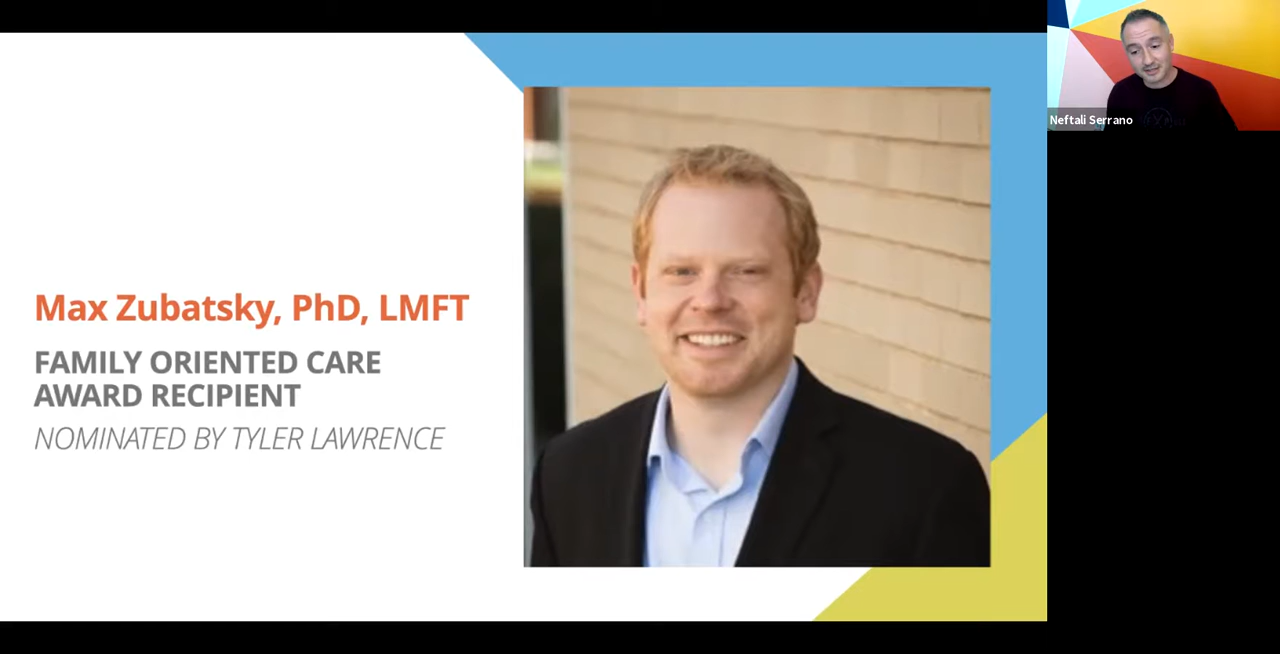 Max Zubatsky, PhD, LMFT
FAMILY ORIENTED CARE
AWARD RECIPIENT
NOMINATED BY TYLER LAWRENCE
Neftali Serrano